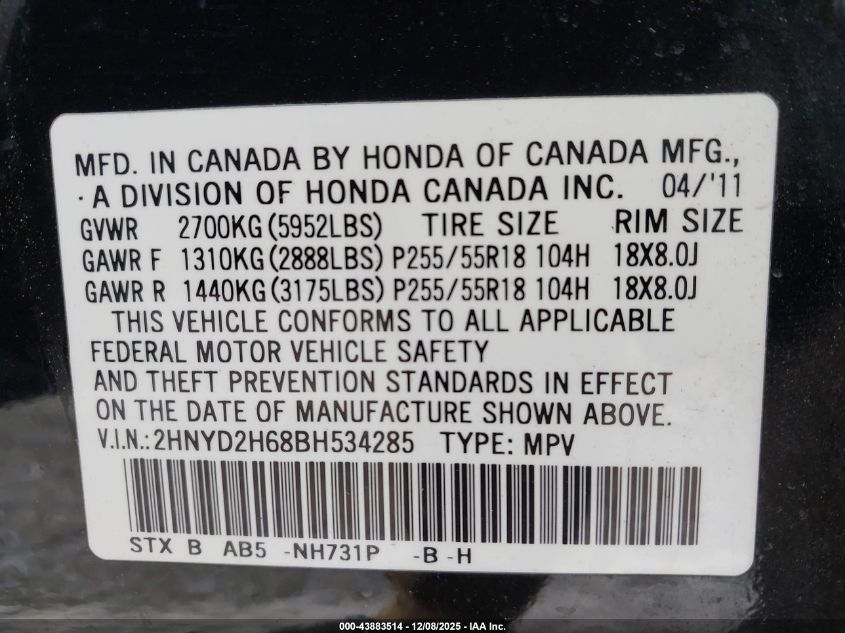 MFD. IN CANADA BY HONDA OF CANADA MFG.,
· A DIVISION OF HONDA CANADA INC. 04/'11
GVWR 2700KG (5952LBS) TIRE SIZE RIM SIZE
GAWR F 1310KG (2888LBS) P255/55R18 104H 18X8.0J
GAWR R 1440KG (3175LBS) P255/55R18 104H 18X8.0J
THIS VEHICLE CONFORMS TO ALL APPLICABLE
FEDERAL MOTOR VEHICLE SAFETY
AND THEFT PREVENTION STANDARDS IN EFFECT
ON THE DATE OF MANUFACTURE SHOWN ABOVE.
V.I.N.:2HNYD2H68BH534285 TYPE: MPV
STX B AB5 -NH731P -B -H
000-43883514 - 12/08/2025 - IAA Inc.